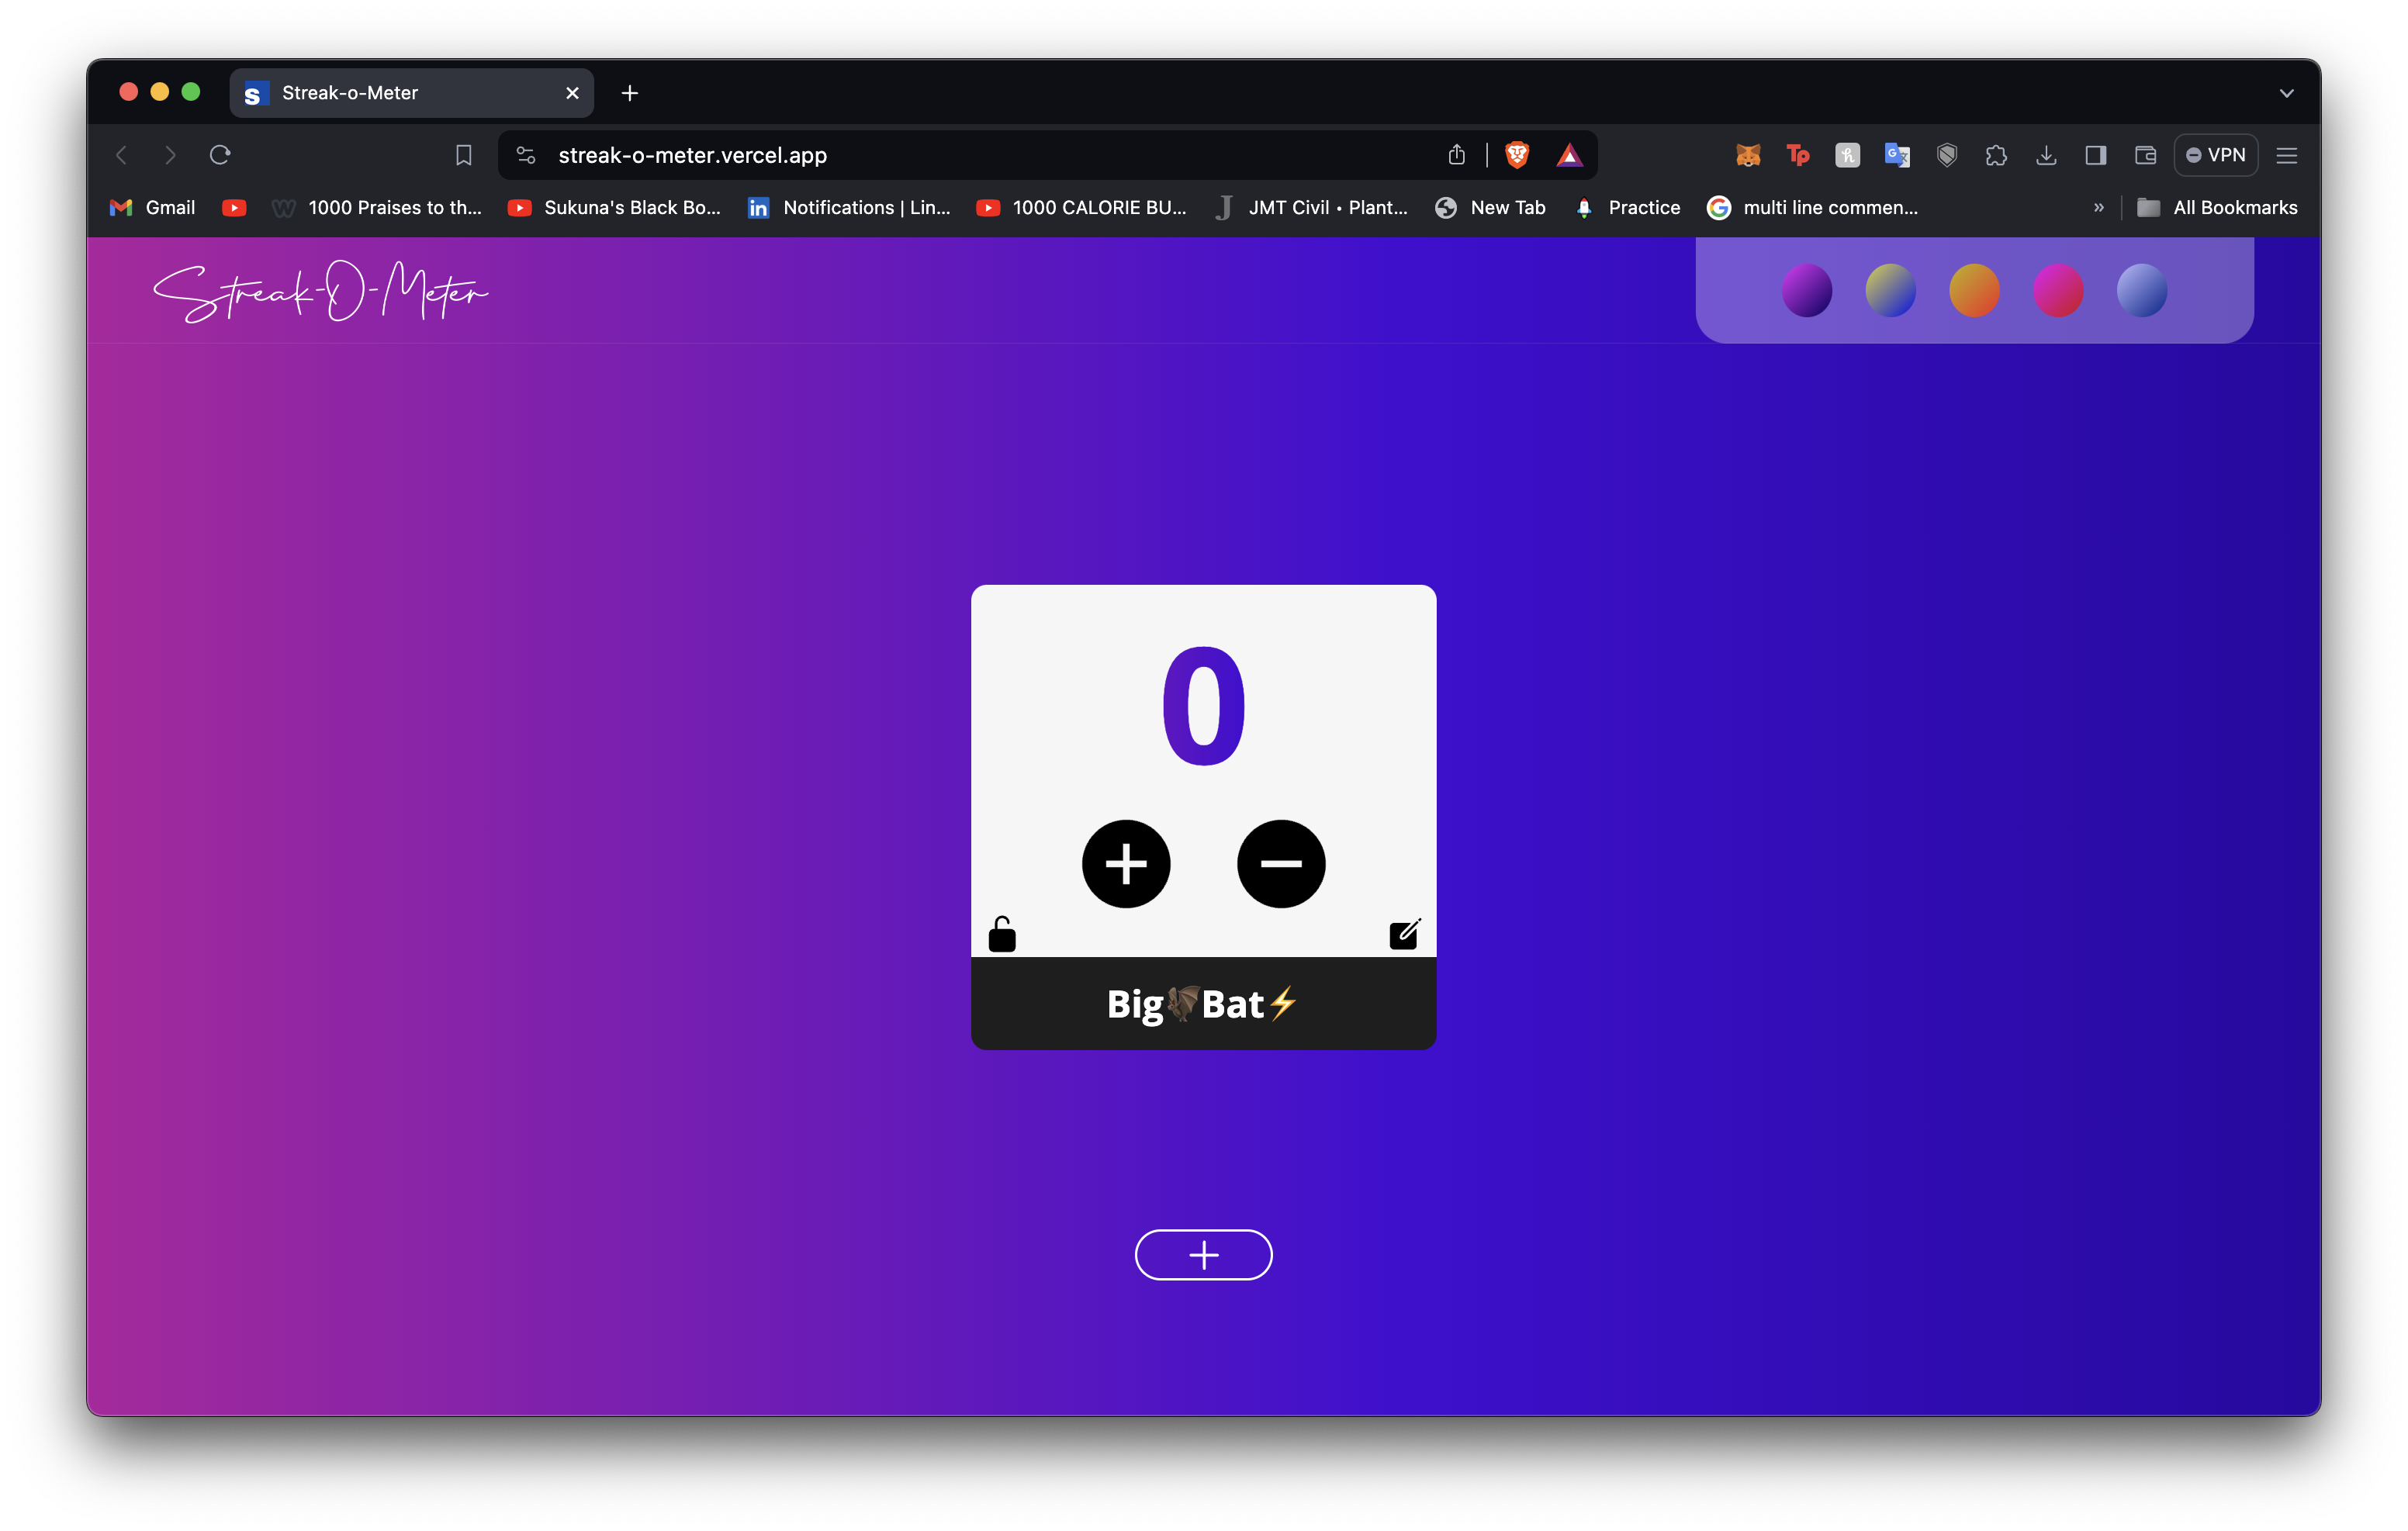 Streak-o-Meter
streak-o-meter.vercel.app
VPN
Gmail
1000 Praises to th...
Sukuna's Black Bo...
Notifications | Lin...
1000 CALORIE BU...
JMT Civil • Plant...
New Tab
Practice
multi line commen...
»
All Bookmarks
Streak-O-Meter
0
Big🦇Bat⚡